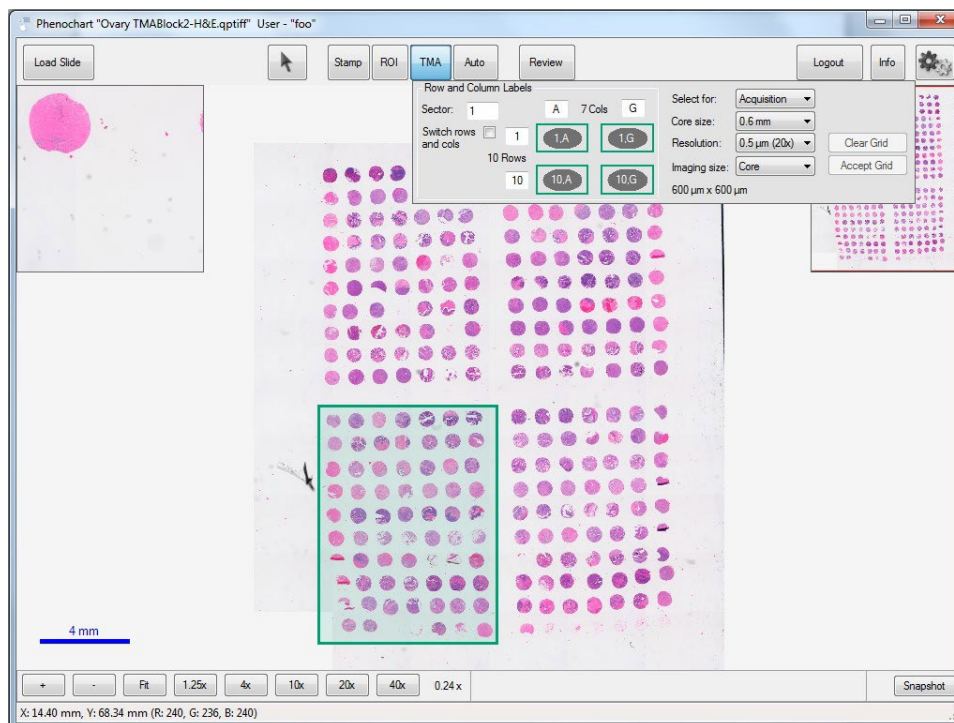 Phenochart "Ovary TMABlock2-H&E.qptiff" User - "foo"
Load Slide Stamp ROI TMA Auto Review Logout Info
Row and Column Labels
Sector: 1 A 7 Cols G Select for: Acquisition
Switch rows and cols 1 1,A 1,G Core size: 0.6 mm
10 Rows Resolution: 0.5 µm (20x) Clear Grid
10 10,A 10,G Imaging size: Core Accept Grid
600 µm x 600 µm
4 mm
+ - Fit 1.25x 4x 10x 20x 40x 0.24 x Snapshot
X: 14.40 mm, Y: 68.34 mm (R: 240, G: 236, B: 240)